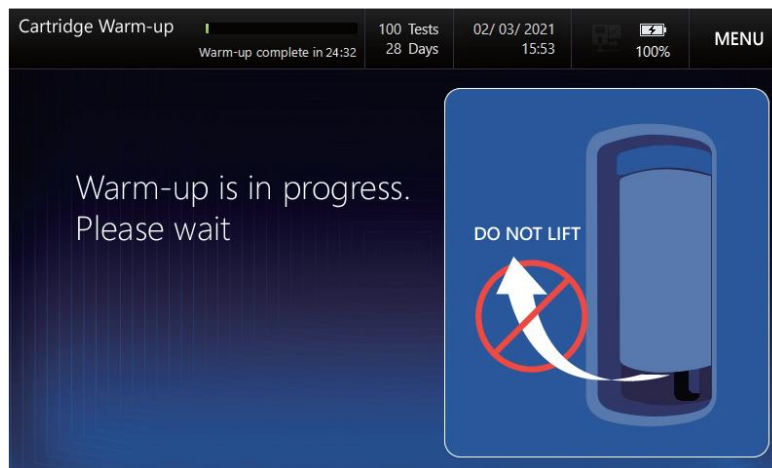 Cartridge Warm-up
Warm-up complete in 24:32
100 Tests
28 Days
02/ 03/ 2021
15:53
100%
MENU
Warm-up is in progress.
Please wait
DO NOT LIFT